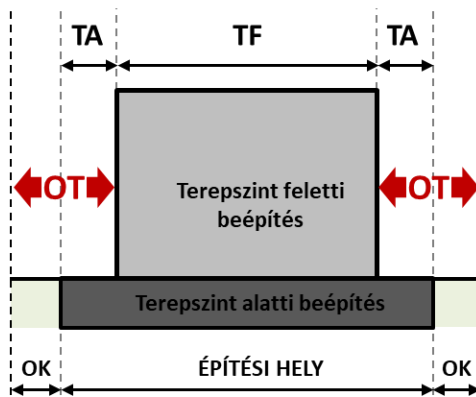 TA TF TA
OT OT
Terepszint feletti
beépítés
Terepszint alatti beépítés
OK ÉPÍTÉSI HELY OK